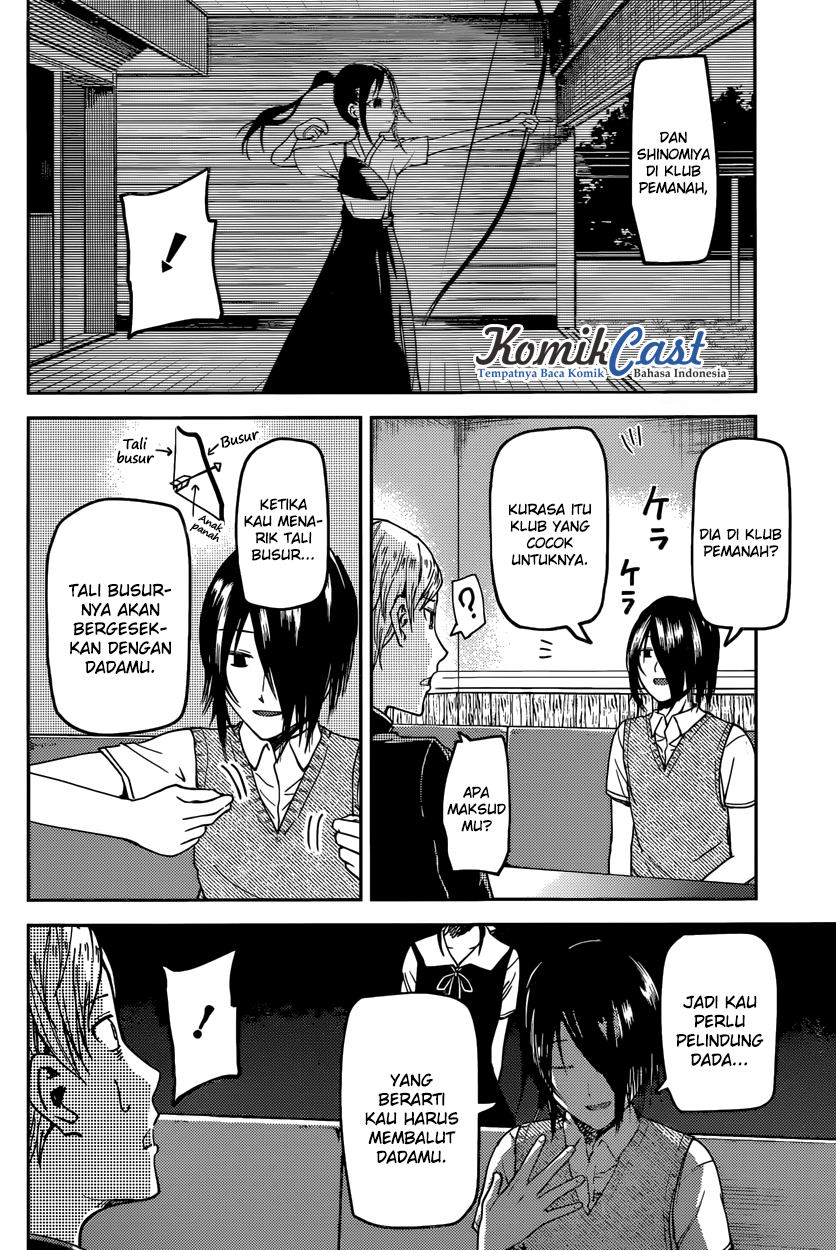 DAN
SHINOMIYA
DI KLUB
PEMANAH,
!
KomikCast
Tempatnya Baca Komik Bahasa Indonesia
DIA DI KLUB
PEMANAH?
ケラ
ケラ
KURASA ITU
KLUB YANG
COCOK
UNTUKNYA.
?
APA
MAKSUD
MU?
KETIKA
KAU MENA-
RIK TALI
BUSUR...
Tali
busur
Busur
Anak
panah
TALI BUSUR-
NYA AKAN
BERGESEK-
KAN DENGAN
DADAMU.
JADI KAU
PERLU
PELINDUNG
DADA...
YANG
BERARTI
KAU HARUS
MEMBALUT
DADAMU.
!